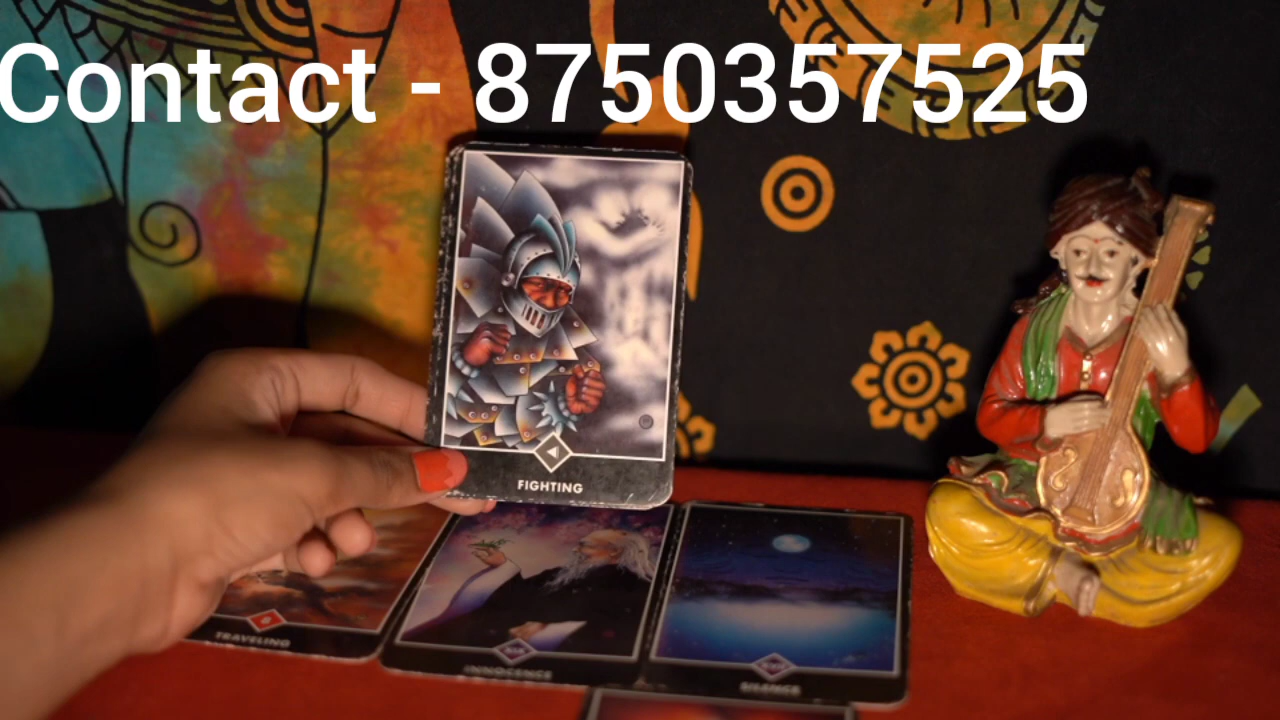 Contact - 8750357525
FIGHTING
TRAVELING
INNOCENCE
SILENCE